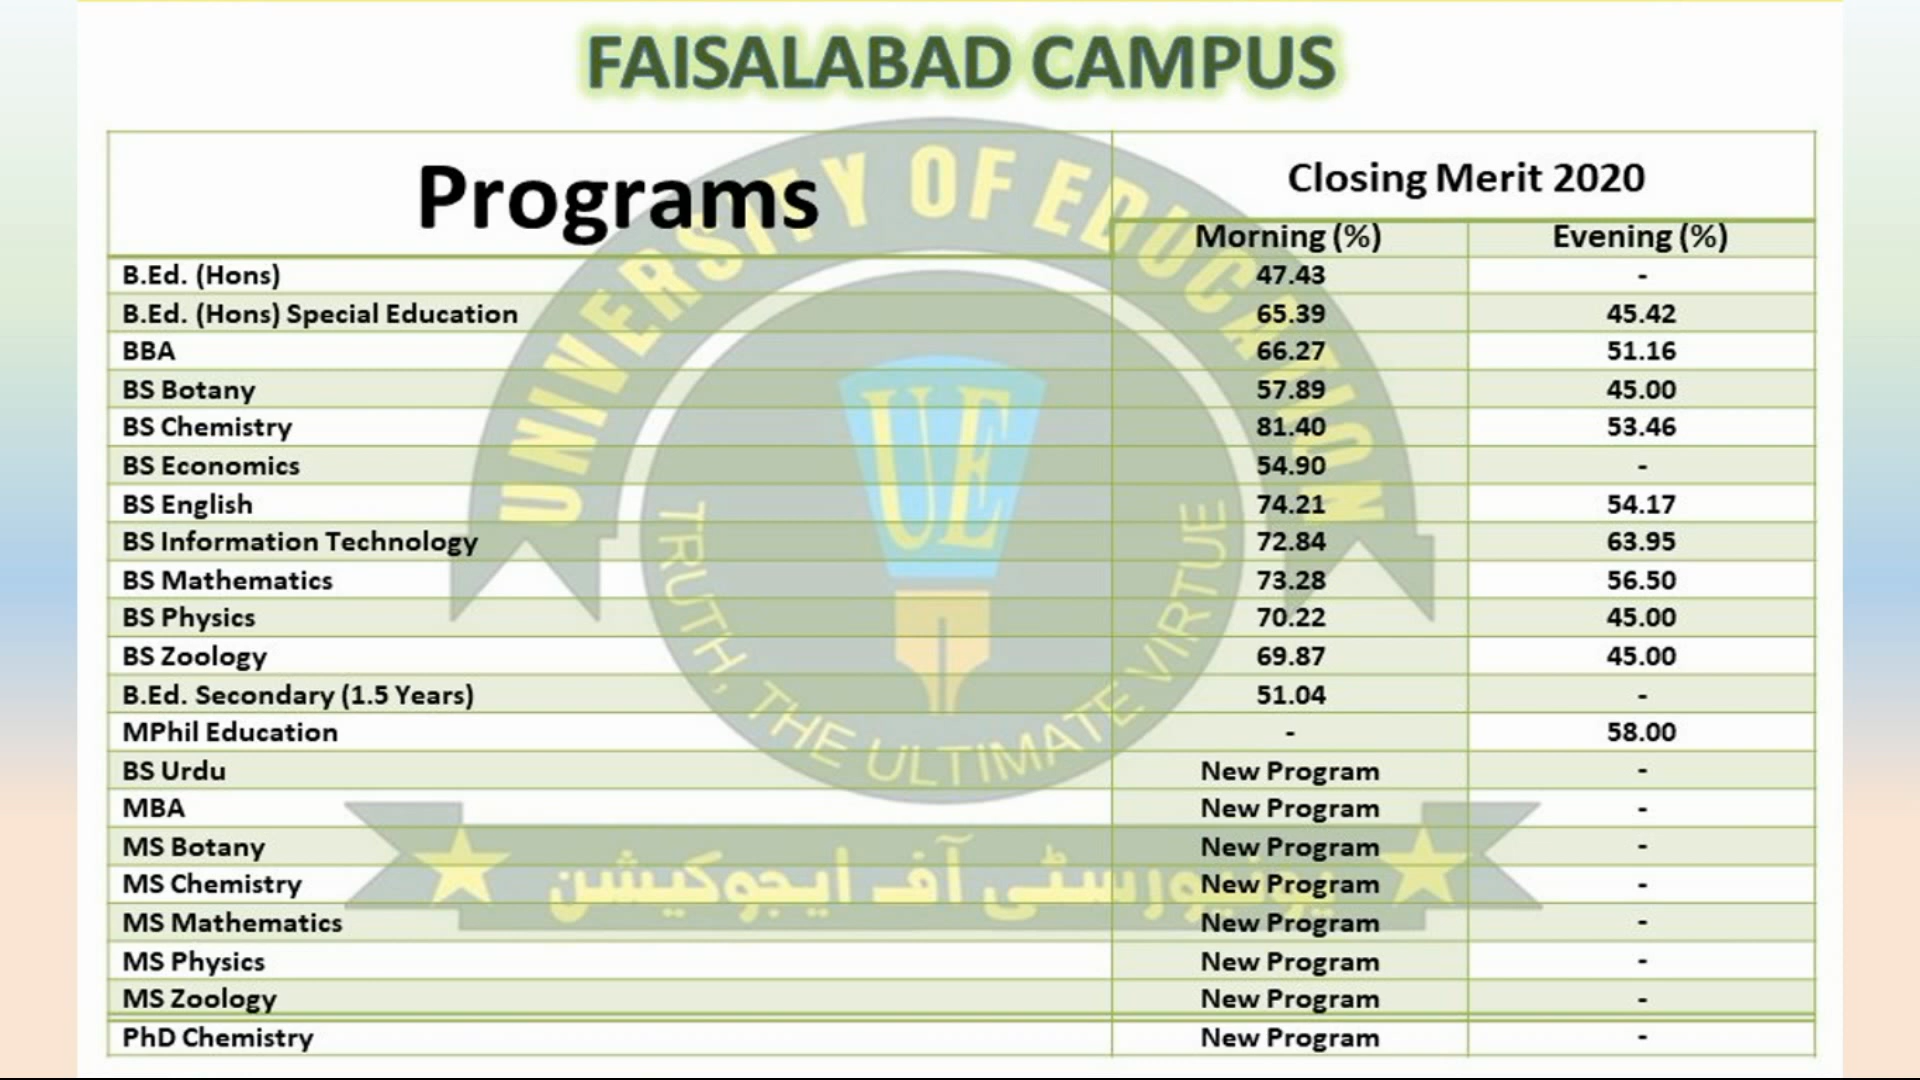 FAISALABAD CAMPUS
Programs
Closing Merit 2020
Morning (%) Evening (%)
B.Ed. (Hons) 47.43 -
B.Ed. (Hons) Special Education 65.39 45.42
BBA 66.27 51.16
BS Botany 57.89 45.00
BS Chemistry 81.40 53.46
BS Economics 54.90 -
BS English 74.21 54.17
BS Information Technology 72.84 63.95
BS Mathematics 73.28 56.50
BS Physics 70.22 45.00
BS Zoology 69.87 45.00
B.Ed. Secondary (1.5 Years) 51.04 -
MPhil Education - 58.00
BS Urdu New Program -
MBA New Program -
MS Botany New Program -
MS Chemistry New Program -
MS Mathematics New Program -
MS Physics New Program -
MS Zoology New Program -
PhD Chemistry New Program -
UNIVERSITY OF EDUCATION
UE
TRUTH, THE ULTIMATE VIRTUE
یونیورسٹی آف ایجوکیشن